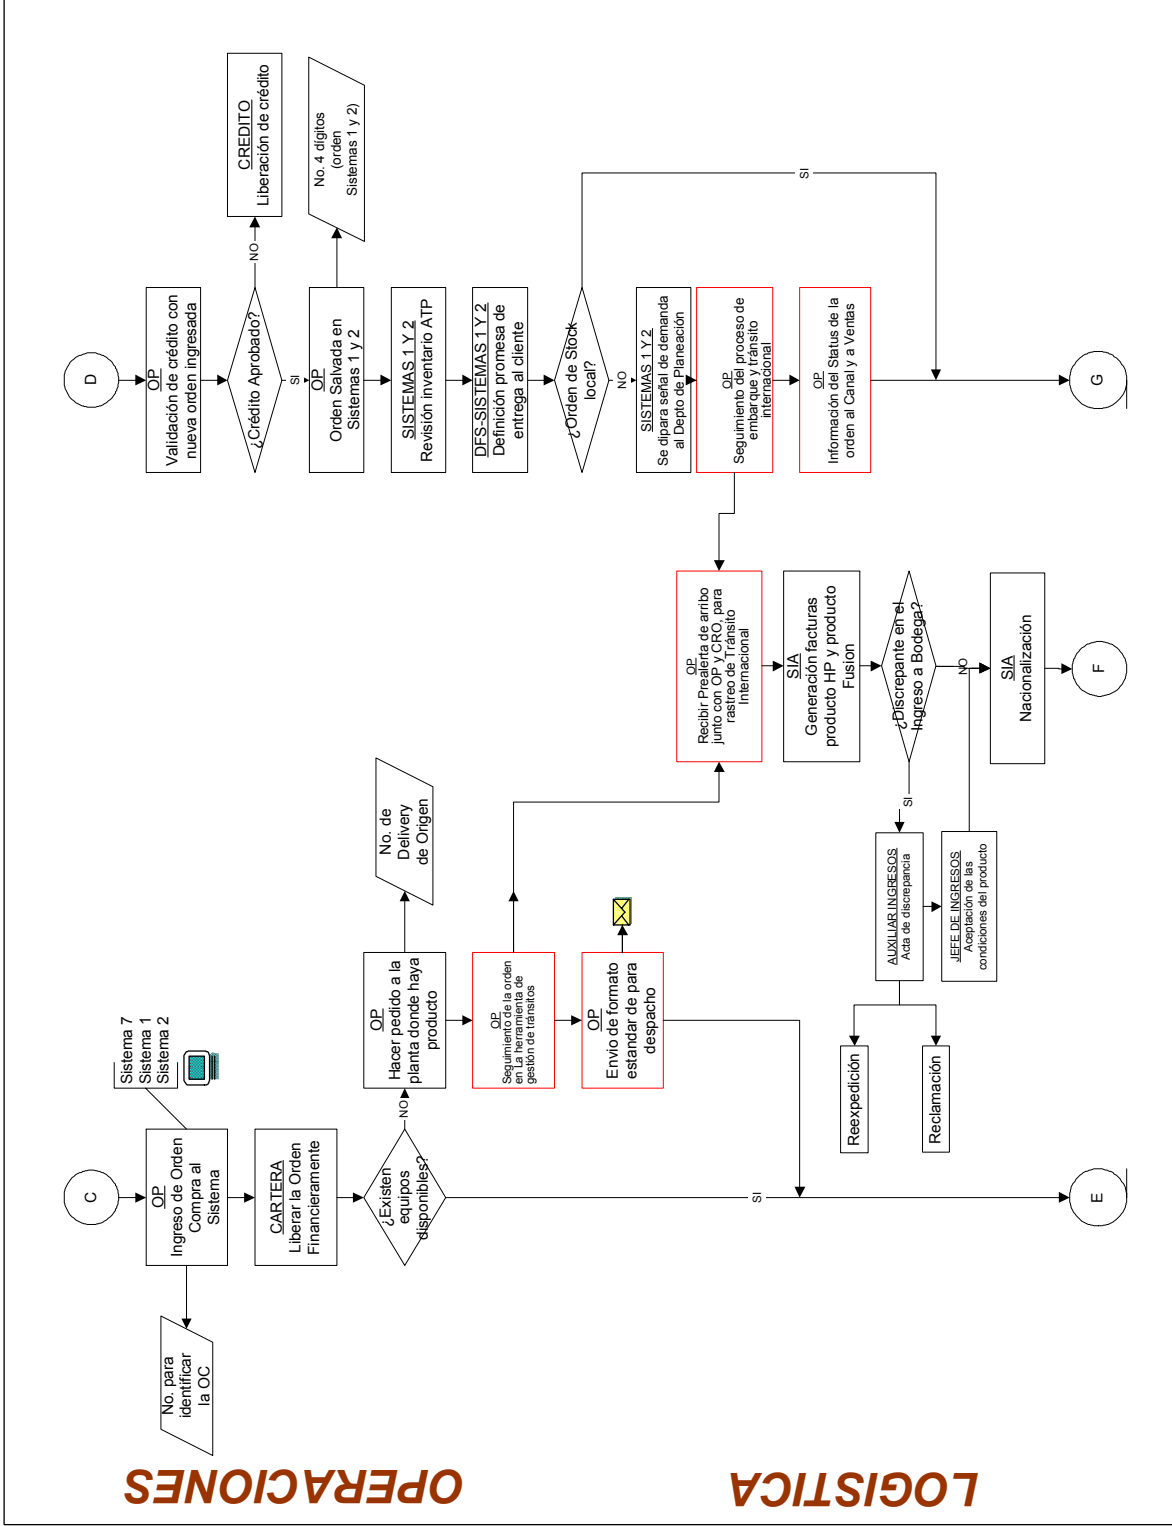 OPERACIONES
LOGISTICA
C
OP
Ingreso de Orden
Compra al
Sistema
Sistema 7
Sistema 1
Sistema 2
No. para
identificar
la OC
CARTERA
Liberar la Orden
Financieramente
¿Existen
equipos
disponibles?
NO
SI
OP
Hacer pedido a la
planta donde haya
producto
No. de
Delivery
de Origen
OP
Seguimiento de la orden
en La herramienta de
gestión de tránsitos
OP
Envio de formato
estandar de para
despacho
E
D
OP
Validación de crédito con
nueva orden ingresada
¿Crédito Aprobado?
NO
SI
CREDITO
Liberación de crédito
OP
Orden Salvada en
Sistemas 1 y 2
No. 4 dígitos
(orden
Sistemas 1 y 2)
SISTEMAS 1 Y 2
Revisión inventario ATP
DFS-SISTEMAS 1 Y 2
Definición promesa de
entrega al cliente
¿Orden de Stock
local?
NO
SI
SISTEMAS 1 Y 2
Se dipara señal de demanda
al Depto de Planeación
OP
Seguimiento del proceso de
embarque y tránsito
internacional
OP
Información del Status de la
orden al Canal y a Ventas
G
OP
Recibir Prealerta de arribo
junto con OP y CRO, para
rastreo de Tránsito
Internacional
SIA
Generación facturas
producto HP y producto
Fusion
¿Discrepante en el
Ingreso a Bodega?
SI
NO
AUXILIAR INGRESOS
Acta de discrepancia
JEFE DE INGRESOS
Aceptación de las
condiciones del producto
Reexpedición
Reclamación
SIA
Nacionalización
F